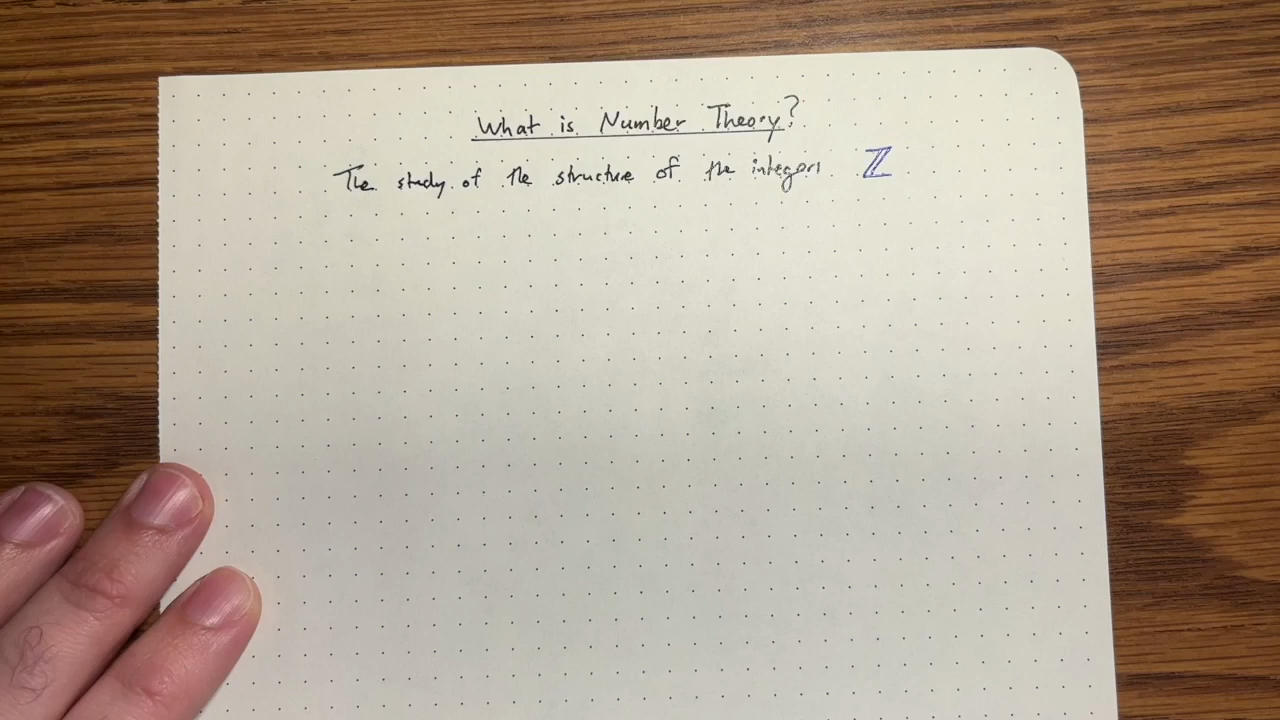 What is Number Theory?
The study of the structure of the integers ℤ